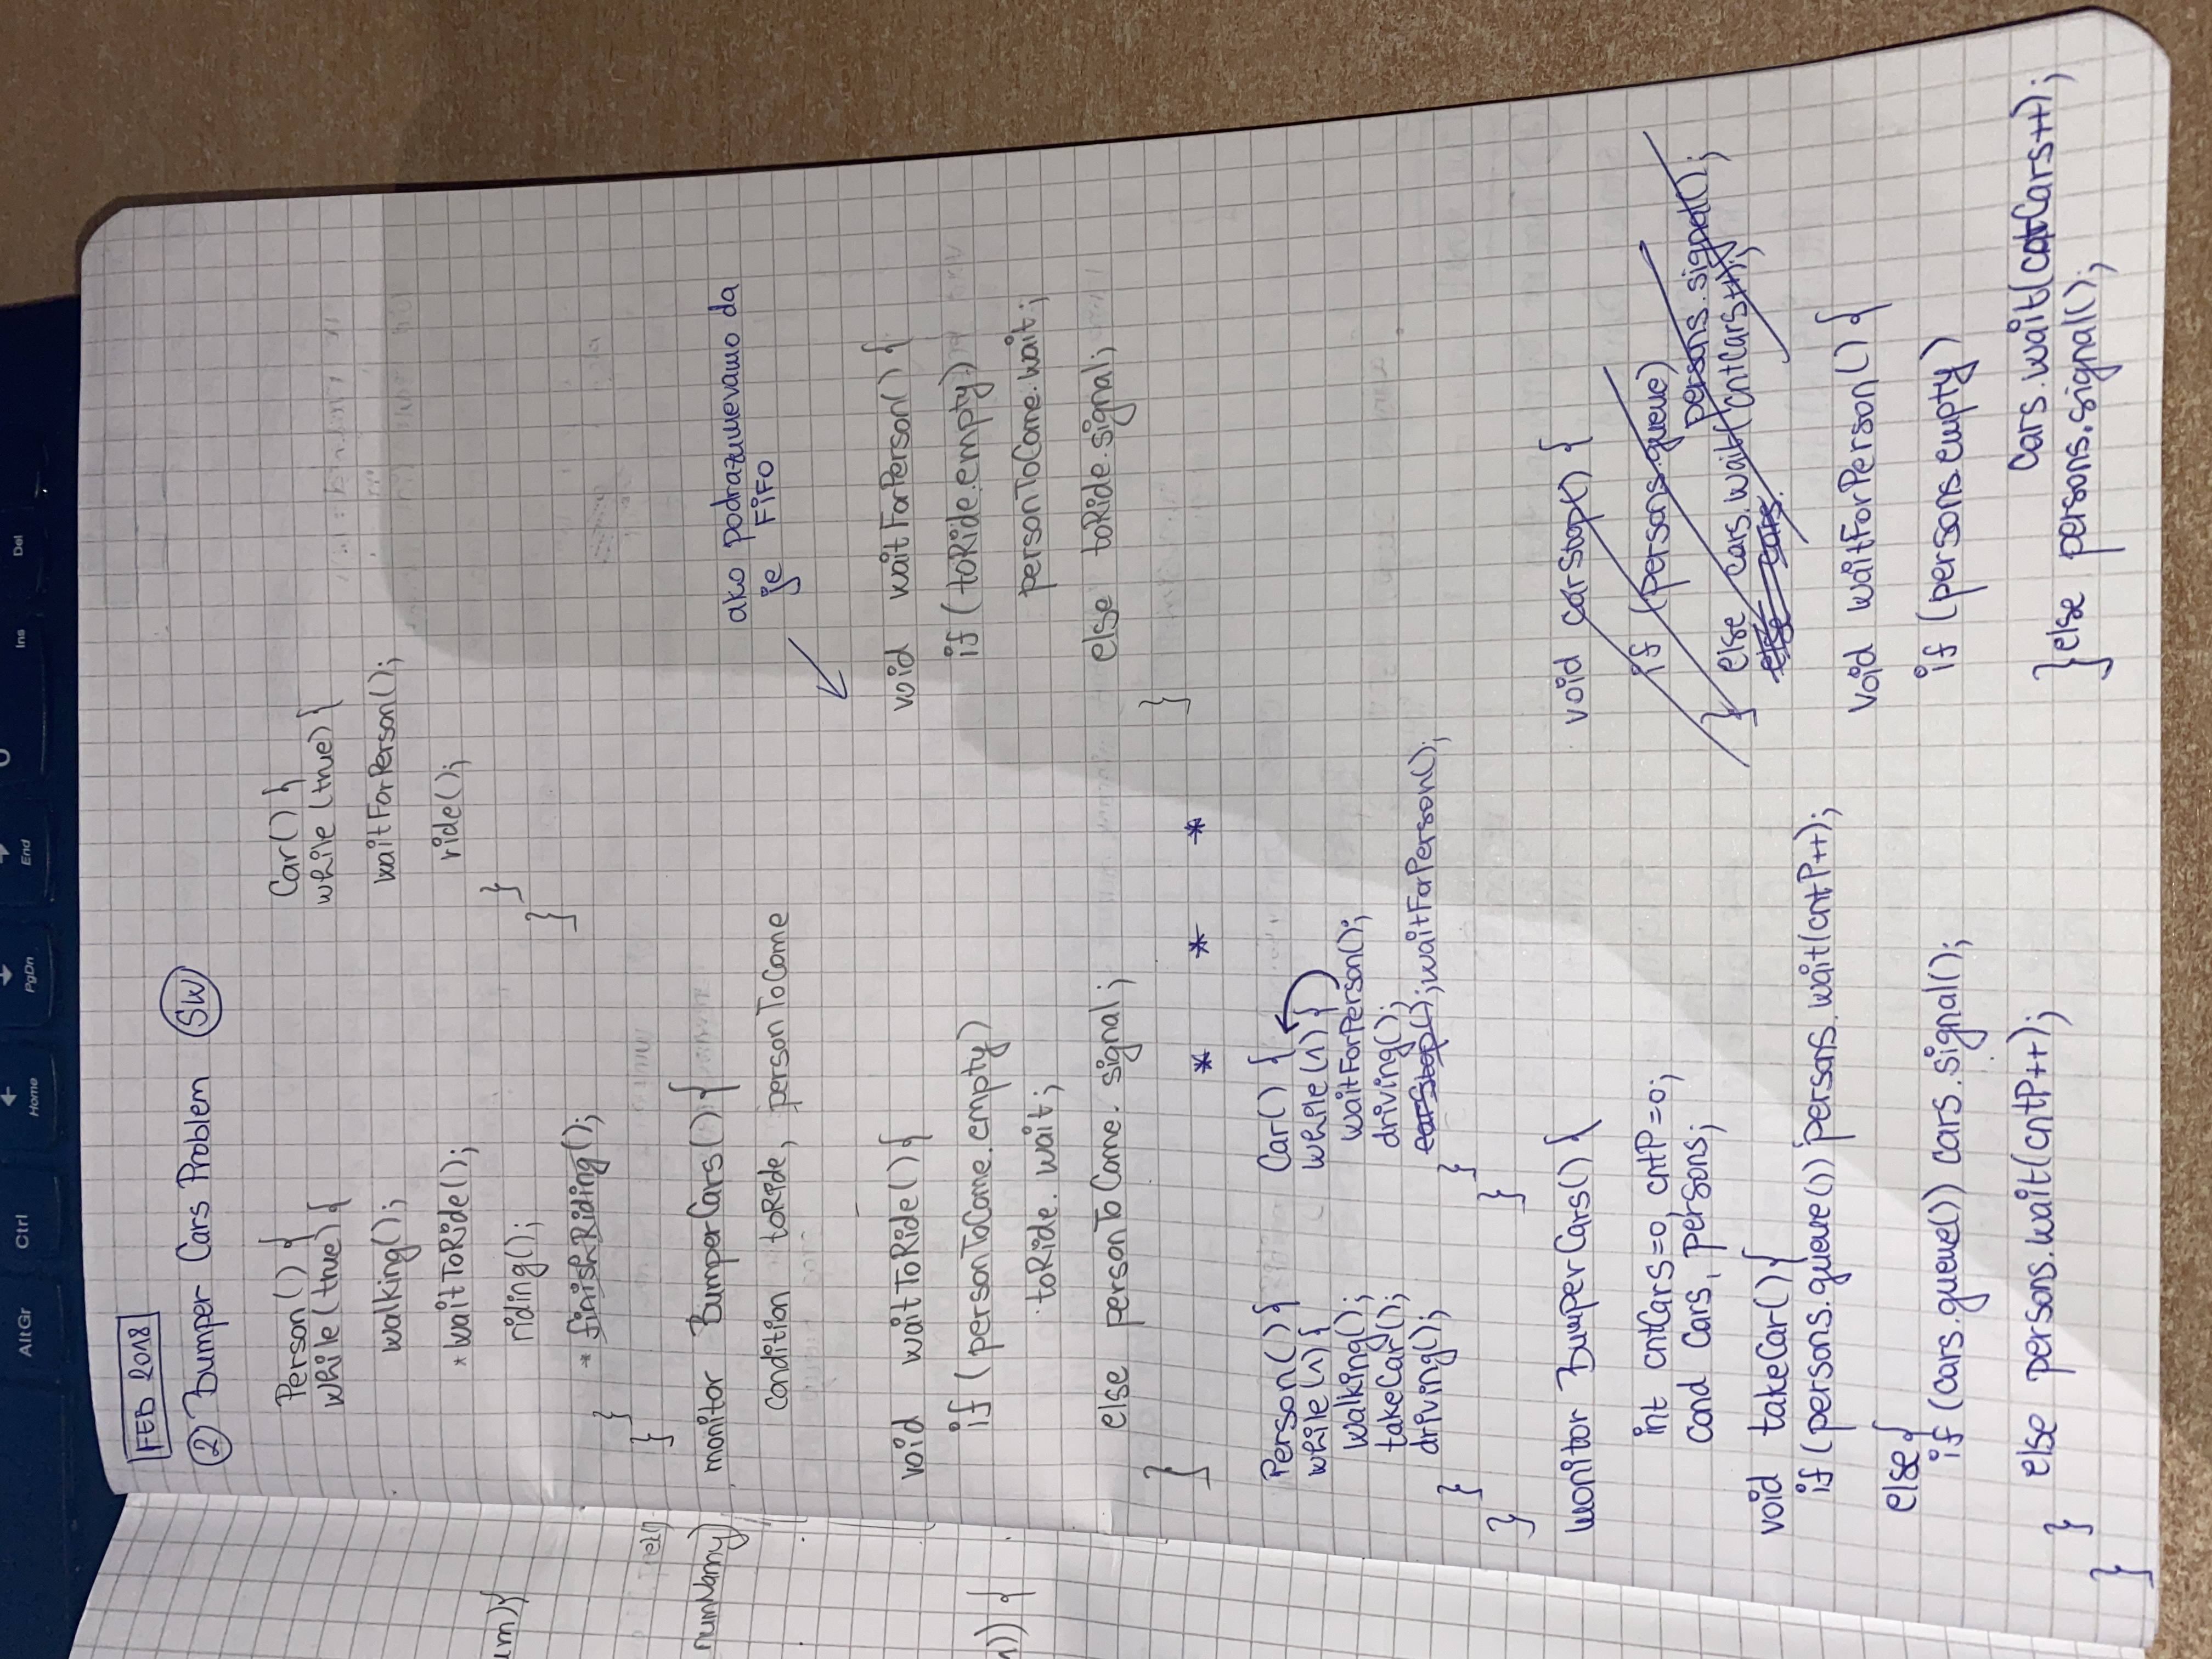 AltGr
Ctrl
Home
PgDn
End
Ins
Del
FEB 2018
② Bumper Cars Problem SW
Person() {
while(true){
walking();
* waitToRide();
riding();
* finishRiding();
}
}
Car() {
while(true){
waitForPerson();
ride();
}
}
monitor BumperCars() {
condition toRide, personToCome
ako podrazumevamo da
je FiFO
void waitToRide(){
if (personToCome.empty)
toRide.wait;
else personToCome.signal;
}
void waitForPerson(){
if (toRide.empty)
personToCome.wait;
else toRide.signal;
}
* * *
Person(){
while(1){
walking();
takeCar();
driving();
}
}
Car() {
while(1){
waitForPerson();
driving();
carStop(); waitForPerson();
}
}
monitor BumperCars() {
int cntCars=0, cntP=0;
cond cars, persons;
void takeCar(){
if (persons.queue()) persons.wait(cntP++);
else{
if (cars.queue()) cars.signal();
else persons.wait(cntP++);
}
}
void carStop() {
if (persons.queue)
persons.signal();
} else cars.wait(cntCars++);
else cars.
void waitForPerson(){
if (persons.empty)
cars.wait(cntCars++);
}else persons.signal();
um){
numNanny)
)) {